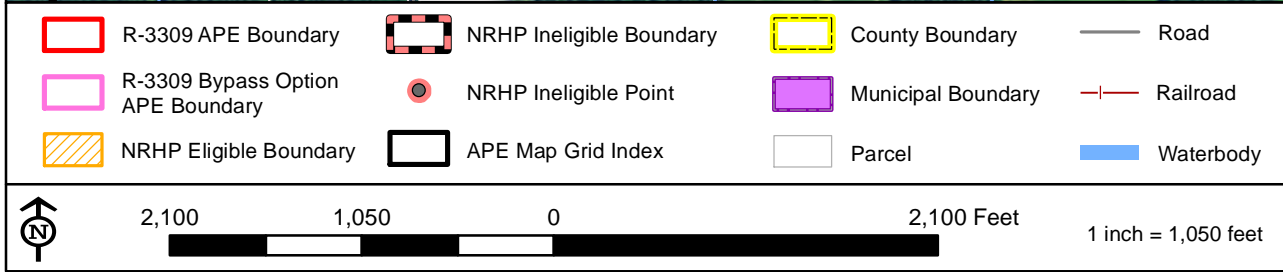 R-3309 APE Boundary
R-3309 Bypass Option
APE Boundary
NRHP Eligible Boundary
NRHP Ineligible Boundary
NRHP Ineligible Point
APE Map Grid Index
County Boundary
Municipal Boundary
Parcel
Road
Railroad
Waterbody
N
2,100 1,050 0 2,100 Feet
1 inch = 1,050 feet